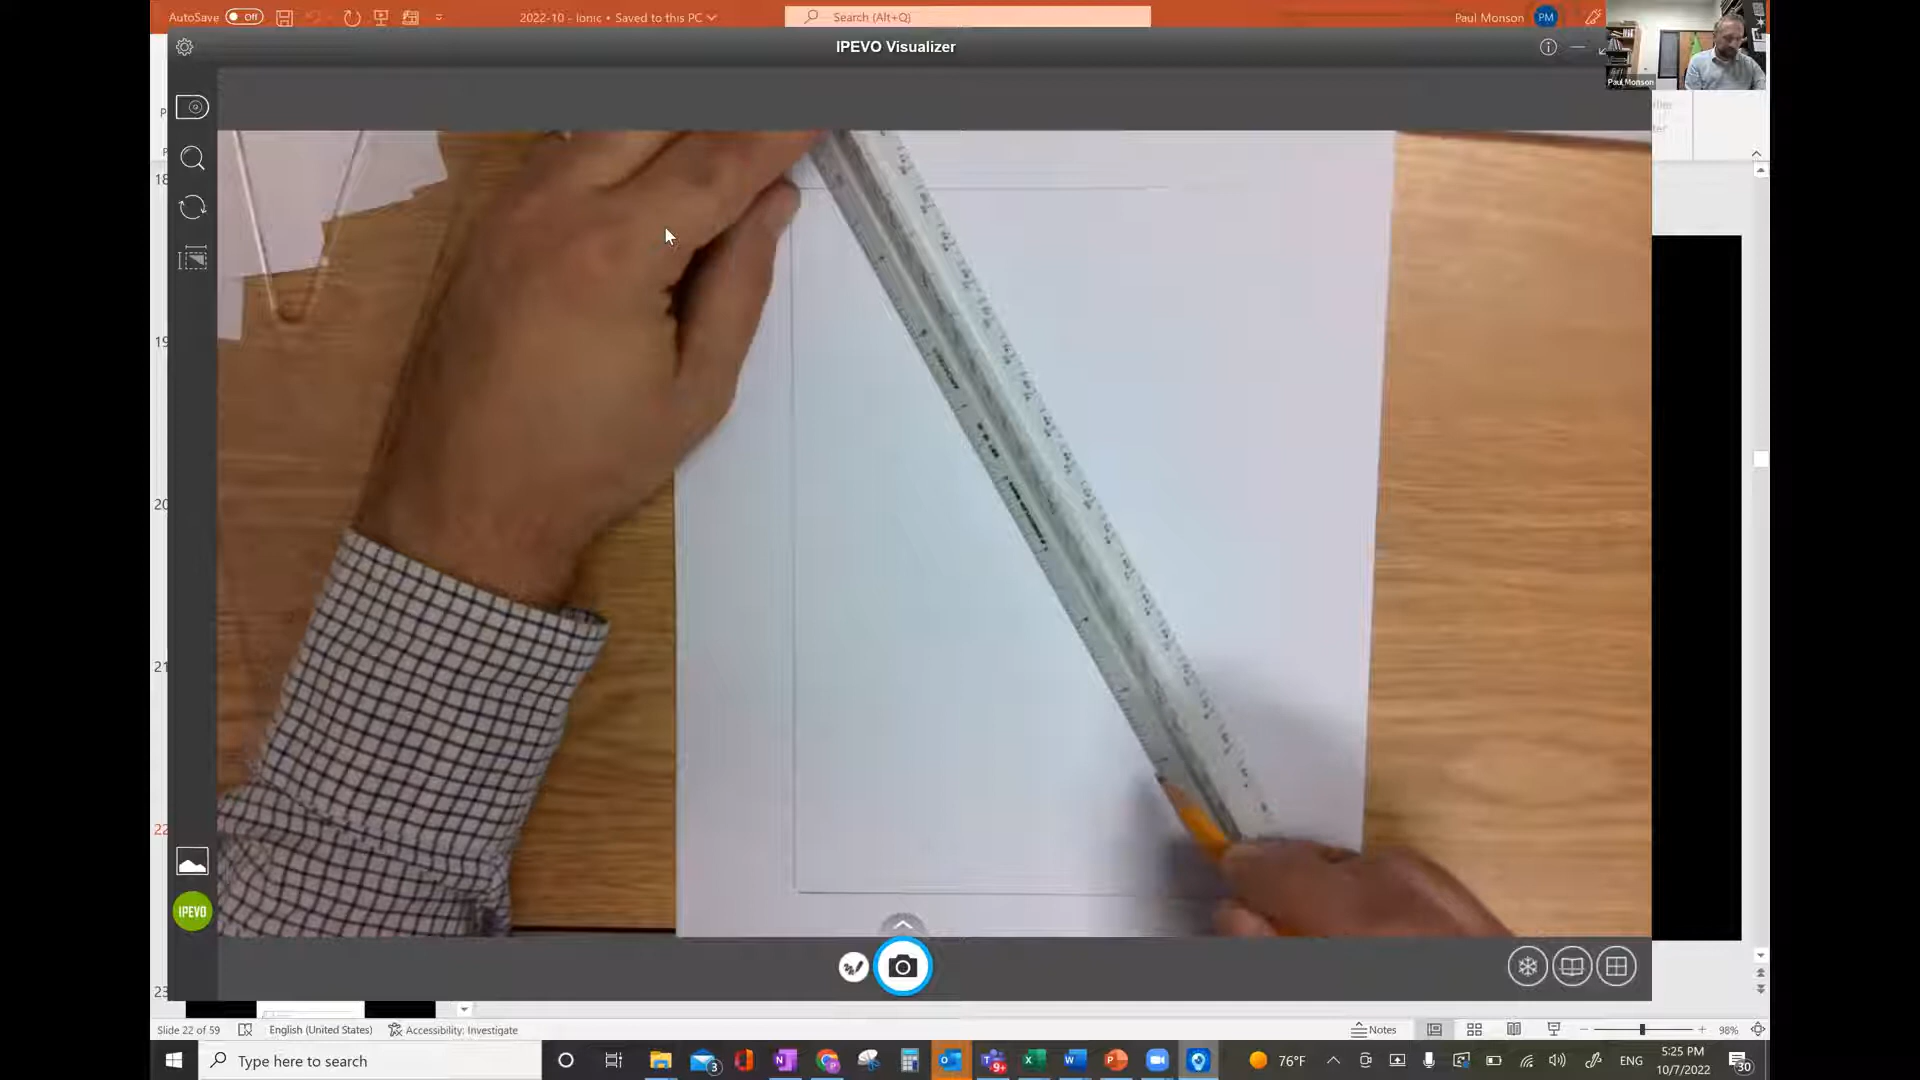 AutoSave Off
2022-10 - Ionic • Saved to this PC
Search (Alt+Q)
Paul Monson PM
IPEVO Visualizer
Paul Monson
18
19
20
21
22
23
IPEVO
Slide 22 of 59
English (United States)
Accessibility: Investigate
Notes
98%
Type here to search
3
9+
76°F
ENG
5:25 PM
10/7/2022
30